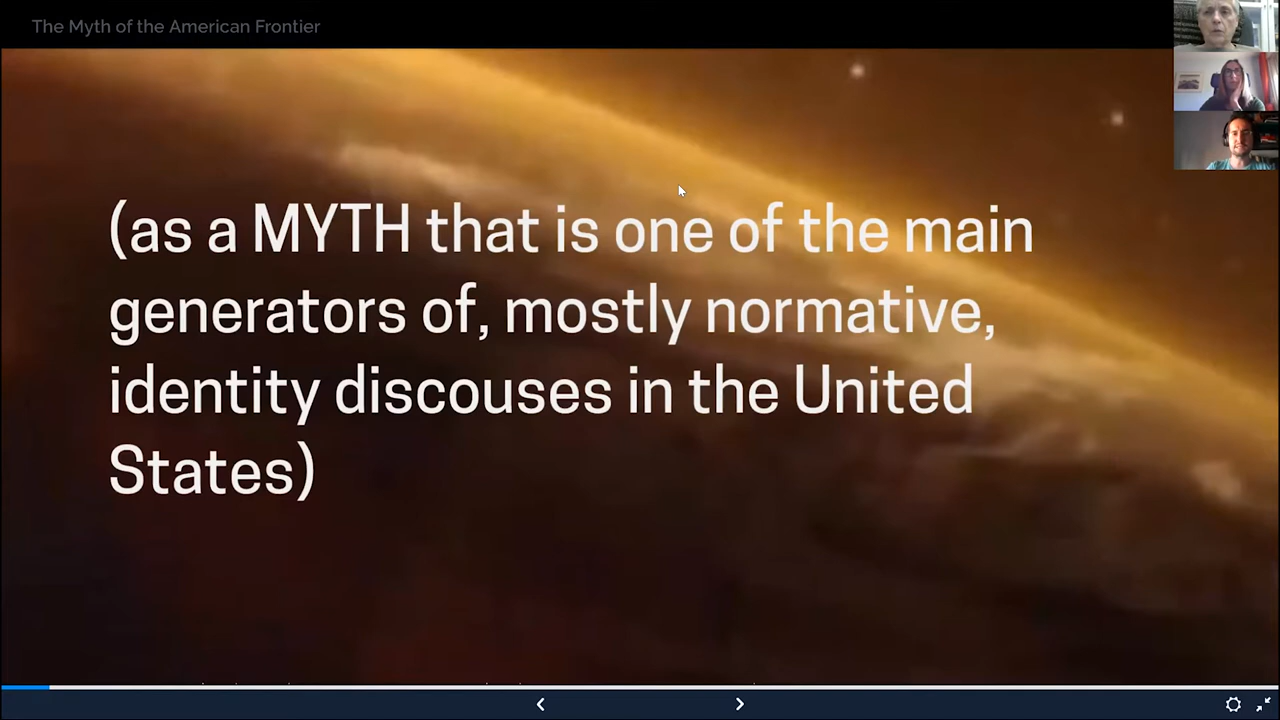 The Myth of the American Frontier
(as a MYTH that is one of the main
generators of, mostly normative,
identity discouses in the United
States)